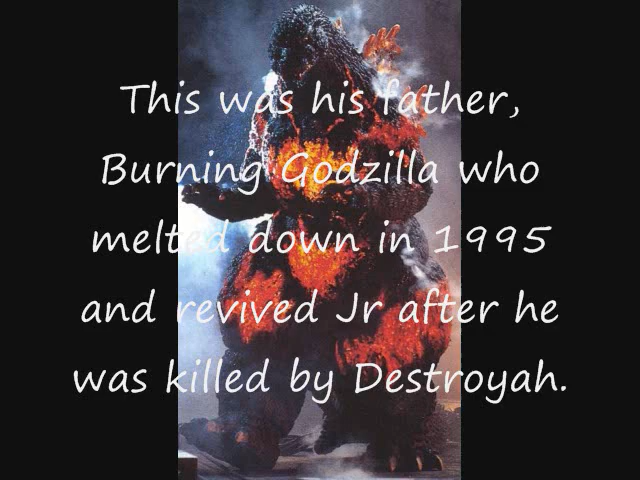 This was his father,
Burning Godzilla who
melted down in 1995
and revived Jr after he
was killed by Destroyah.